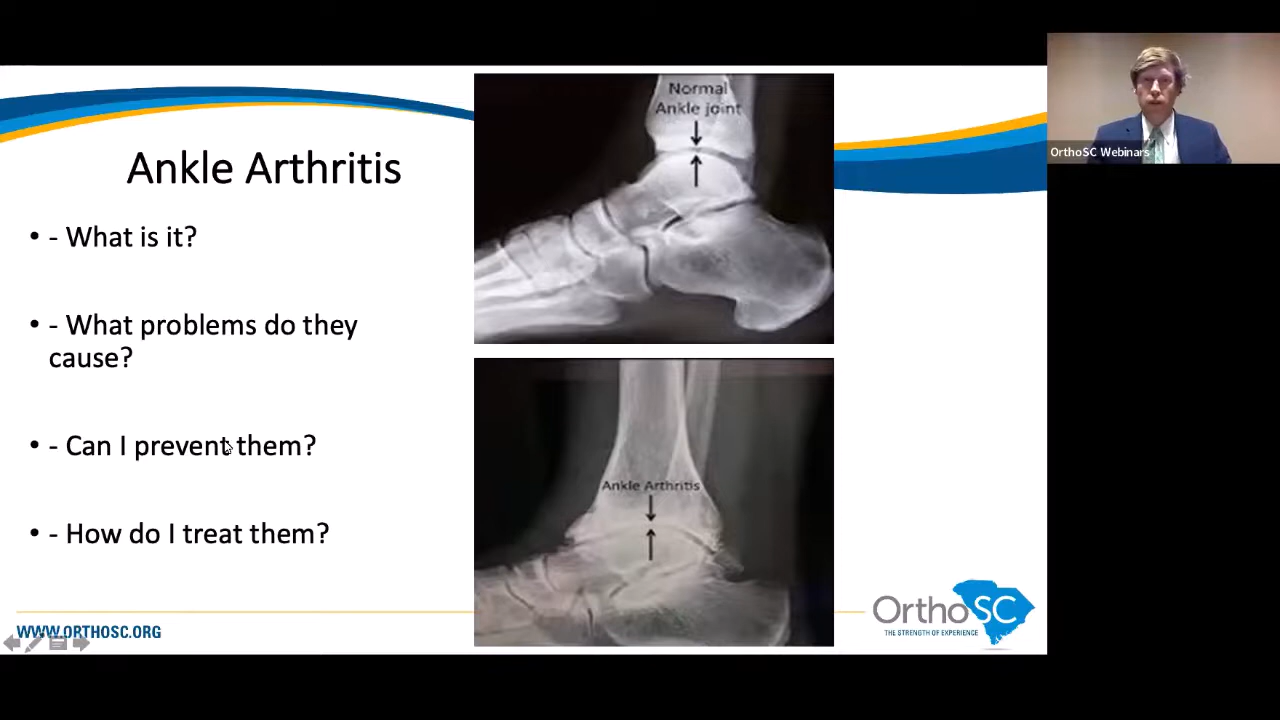 Ankle Arthritis
• - What is it?
• - What problems do they
cause?
• - Can I prevent them?
• - How do I treat them?
Normal
Ankle joint
Ankle Arthritis
WWW.ORTHOSC.ORG
OrthoSC
THE STRENGTH OF EXPERIENCE
OrthoSC Webinars